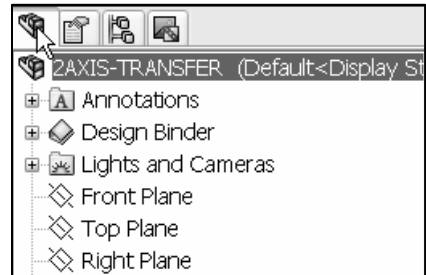 2AXIS-TRANSFER (Default<Display St
A Annotations
Design Binder
Lights and Cameras
Front Plane
Top Plane
Right Plane